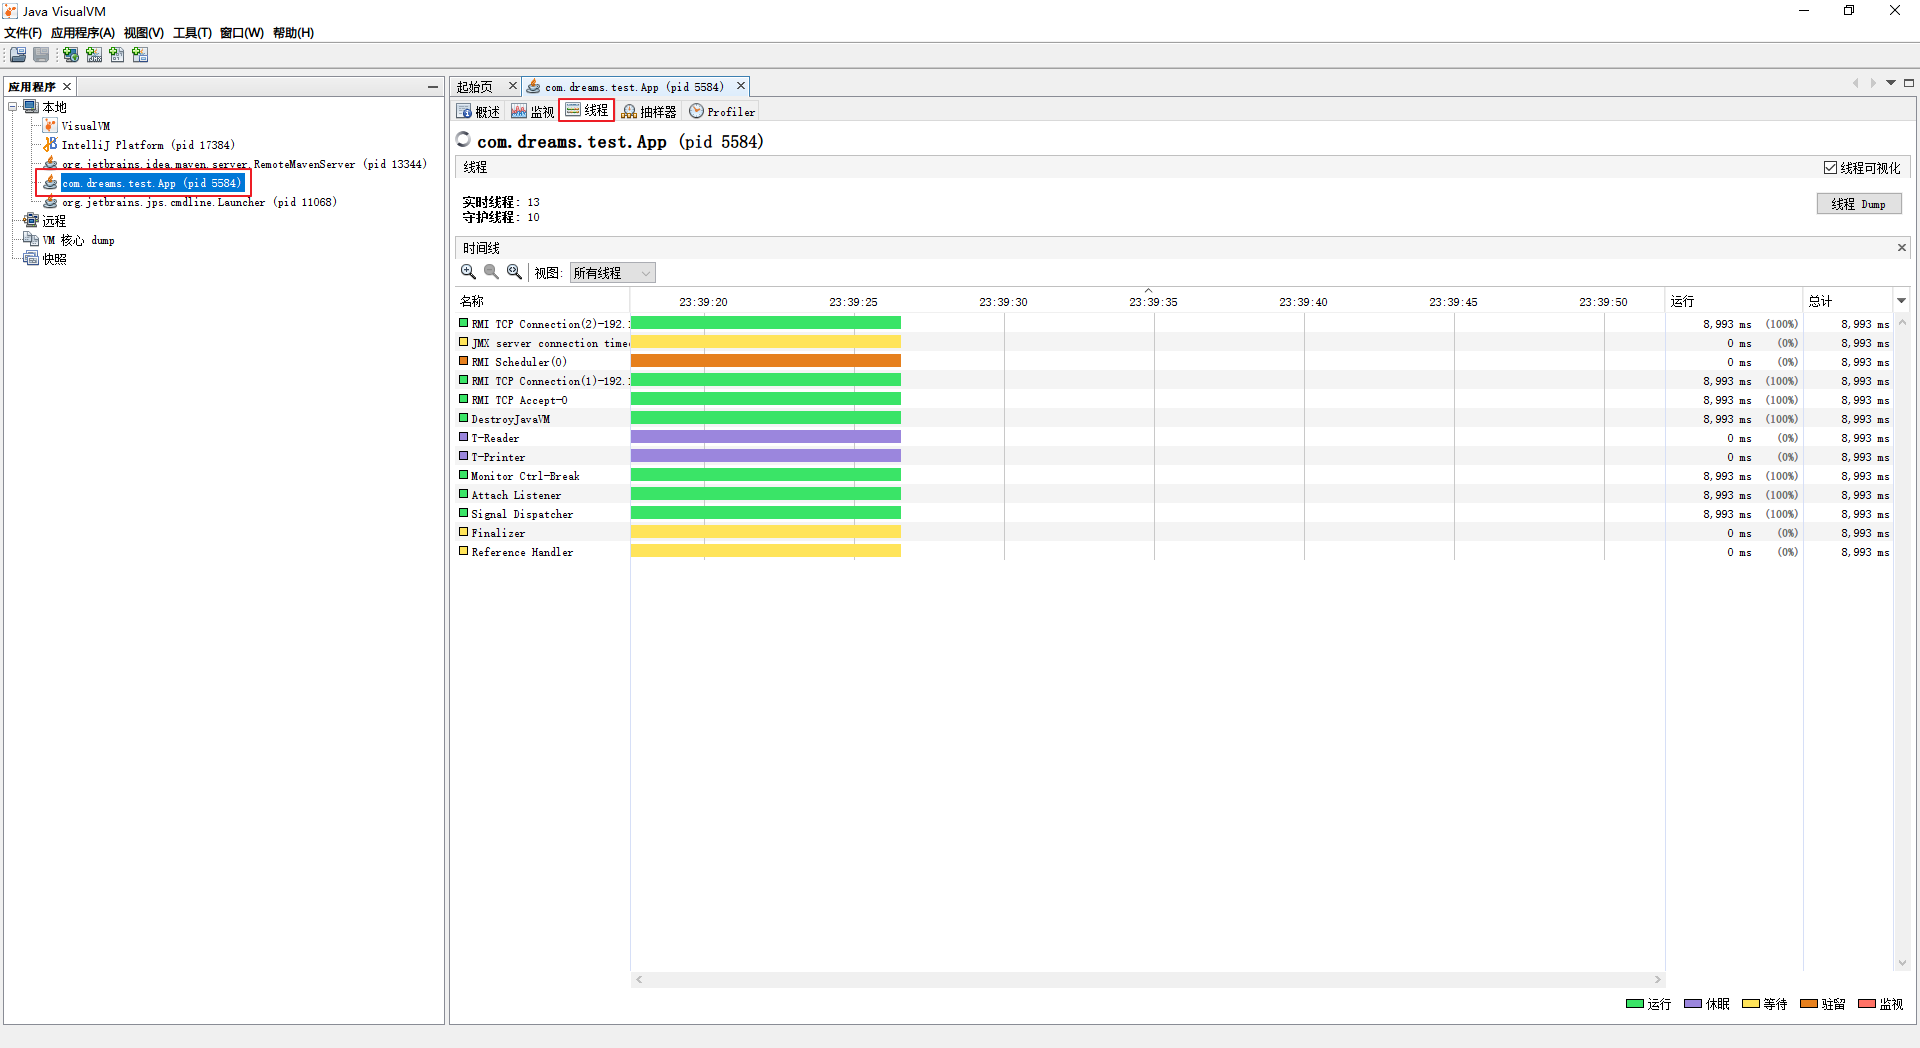 Java VisualVM
文件(F) 应用程序(A) 视图(V) 工具(T) 窗口(W) 帮助(H)
应用程序
本地
VisualVM
IntelliJ Platform (pid 17384)
org.jetbrains.idea.maven.server.RemoteMavenServer (pid 13344)
com.dreams.test.App (pid 5584)
org.jetbrains.jps.cmdline.Launcher (pid 11068)
远程
VM 核心 dump
快照
起始页 com.dreams.test.App (pid 5584)
概述 监视 线程 抽样器 Profiler
com.dreams.test.App (pid 5584)
线程 线程可视化
实时线程: 13
守护线程: 10
线程 Dump
时间线
视图: 所有线程
名称 23:39:20 23:39:25 23:39:30 23:39:35 23:39:40 23:39:45 23:39:50 运行 总计
RMI TCP Connection(2)-192. 8,993 ms (100%) 8,993 ms
JMX server connection time 0 ms (0%) 8,993 ms
RMI Scheduler(0) 0 ms (0%) 8,993 ms
RMI TCP Connection(1)-192. 8,993 ms (100%) 8,993 ms
RMI TCP Accept-0 8,993 ms (100%) 8,993 ms
DestroyJavaVM 8,993 ms (100%) 8,993 ms
T-Reader 0 ms (0%) 8,993 ms
T-Printer 0 ms (0%) 8,993 ms
Monitor Ctrl-Break 8,993 ms (100%) 8,993 ms
Attach Listener 8,993 ms (100%) 8,993 ms
Signal Dispatcher 8,993 ms (100%) 8,993 ms
Finalizer 0 ms (0%) 8,993 ms
Reference Handler 0 ms (0%) 8,993 ms
运行 休眠 等待 驻留 监视